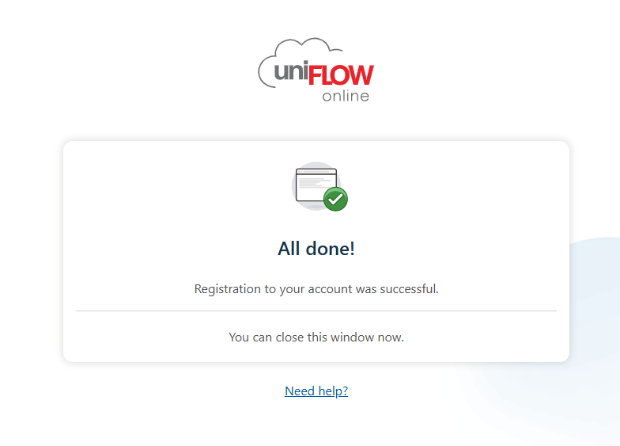 uniFLOW
online
All done!
Registration to your account was successful.
You can close this window now.
Need help?